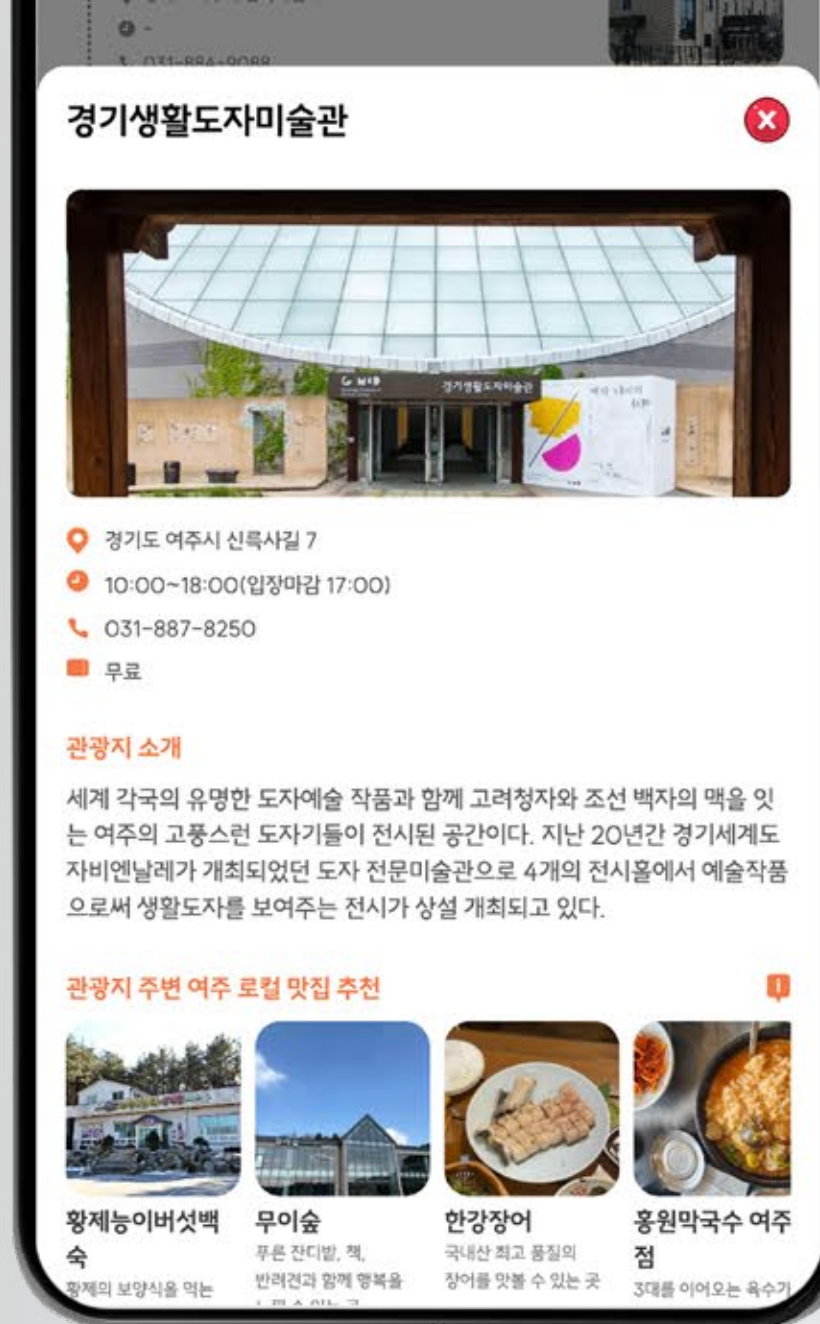 031-884-9088
경기생활도자미술관
경기생활도자미술관
경기도 여주시 신륵사길 7
10:00~18:00(입장마감 17:00)
031-887-8250
무료
관광지 소개
세계 각국의 유명한 도자예술 작품과 함께 고려청자와 조선 백자의 맥을 잇
는 여주의 고풍스런 도자기들이 전시된 공간이다. 지난 20년간 경기세계도
자비엔날레가 개최되었던 도자 전문미술관으로 4개의 전시홀에서 예술작품
으로써 생활도자를 보여주는 전시가 상설 개최되고 있다.
관광지 주변 여주 로컬 맛집 추천
황제능이버섯백
숙
황제의 보양식을 먹는
무이숲
푸른 잔디밭, 책,
반려견과 함께 행복을
한강장어
국내산 최고 품질의
장어를 맛볼 수 있는 곳
홍원막국수 여주
점
3대를 이어오는 육수가